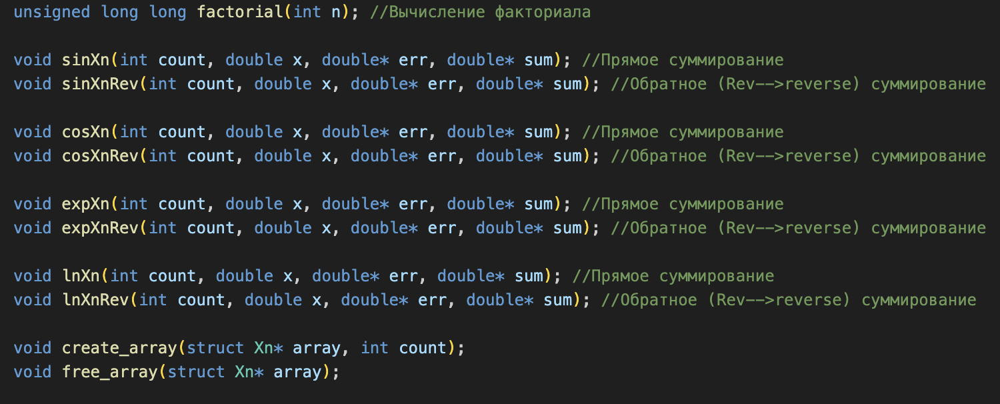 unsigned long long factorial(int n); //Вычисление факториала
void sinXn(int count, double x, double* err, double* sum); //Прямое суммирование
void sinXnRev(int count, double x, double* err, double* sum); //Обратное (Rev-->reverse) суммирование
void cosXn(int count, double x, double* err, double* sum); //Прямое суммирование
void cosXnRev(int count, double x, double* err, double* sum); //Обратное (Rev-->reverse) суммирование
void expXn(int count, double x, double* err, double* sum); //Прямое суммирование
void expXnRev(int count, double x, double* err, double* sum); //Обратное (Rev-->reverse) суммирование
void lnXn(int count, double x, double* err, double* sum); //Прямое суммирование
void lnXnRev(int count, double x, double* err, double* sum); //Обратное (Rev-->reverse) суммирование
void create_array(struct Xn* array, int count);
void free_array(struct Xn* array);